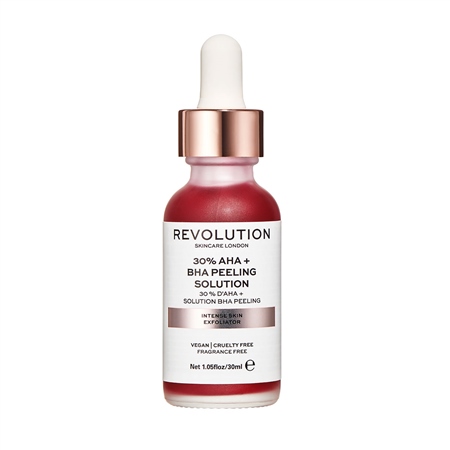 REVOLUTION
SKINCARE LONDON
30% AHA +
BHA PEELING
SOLUTION
30 % D'AHA +
SOLUTION BHA PEELING
INTENSE SKIN
EXFOLIATOR
VEGAN | CRUELTY FREE
FRAGRANCE FREE
Net 1.05floz/30ml e